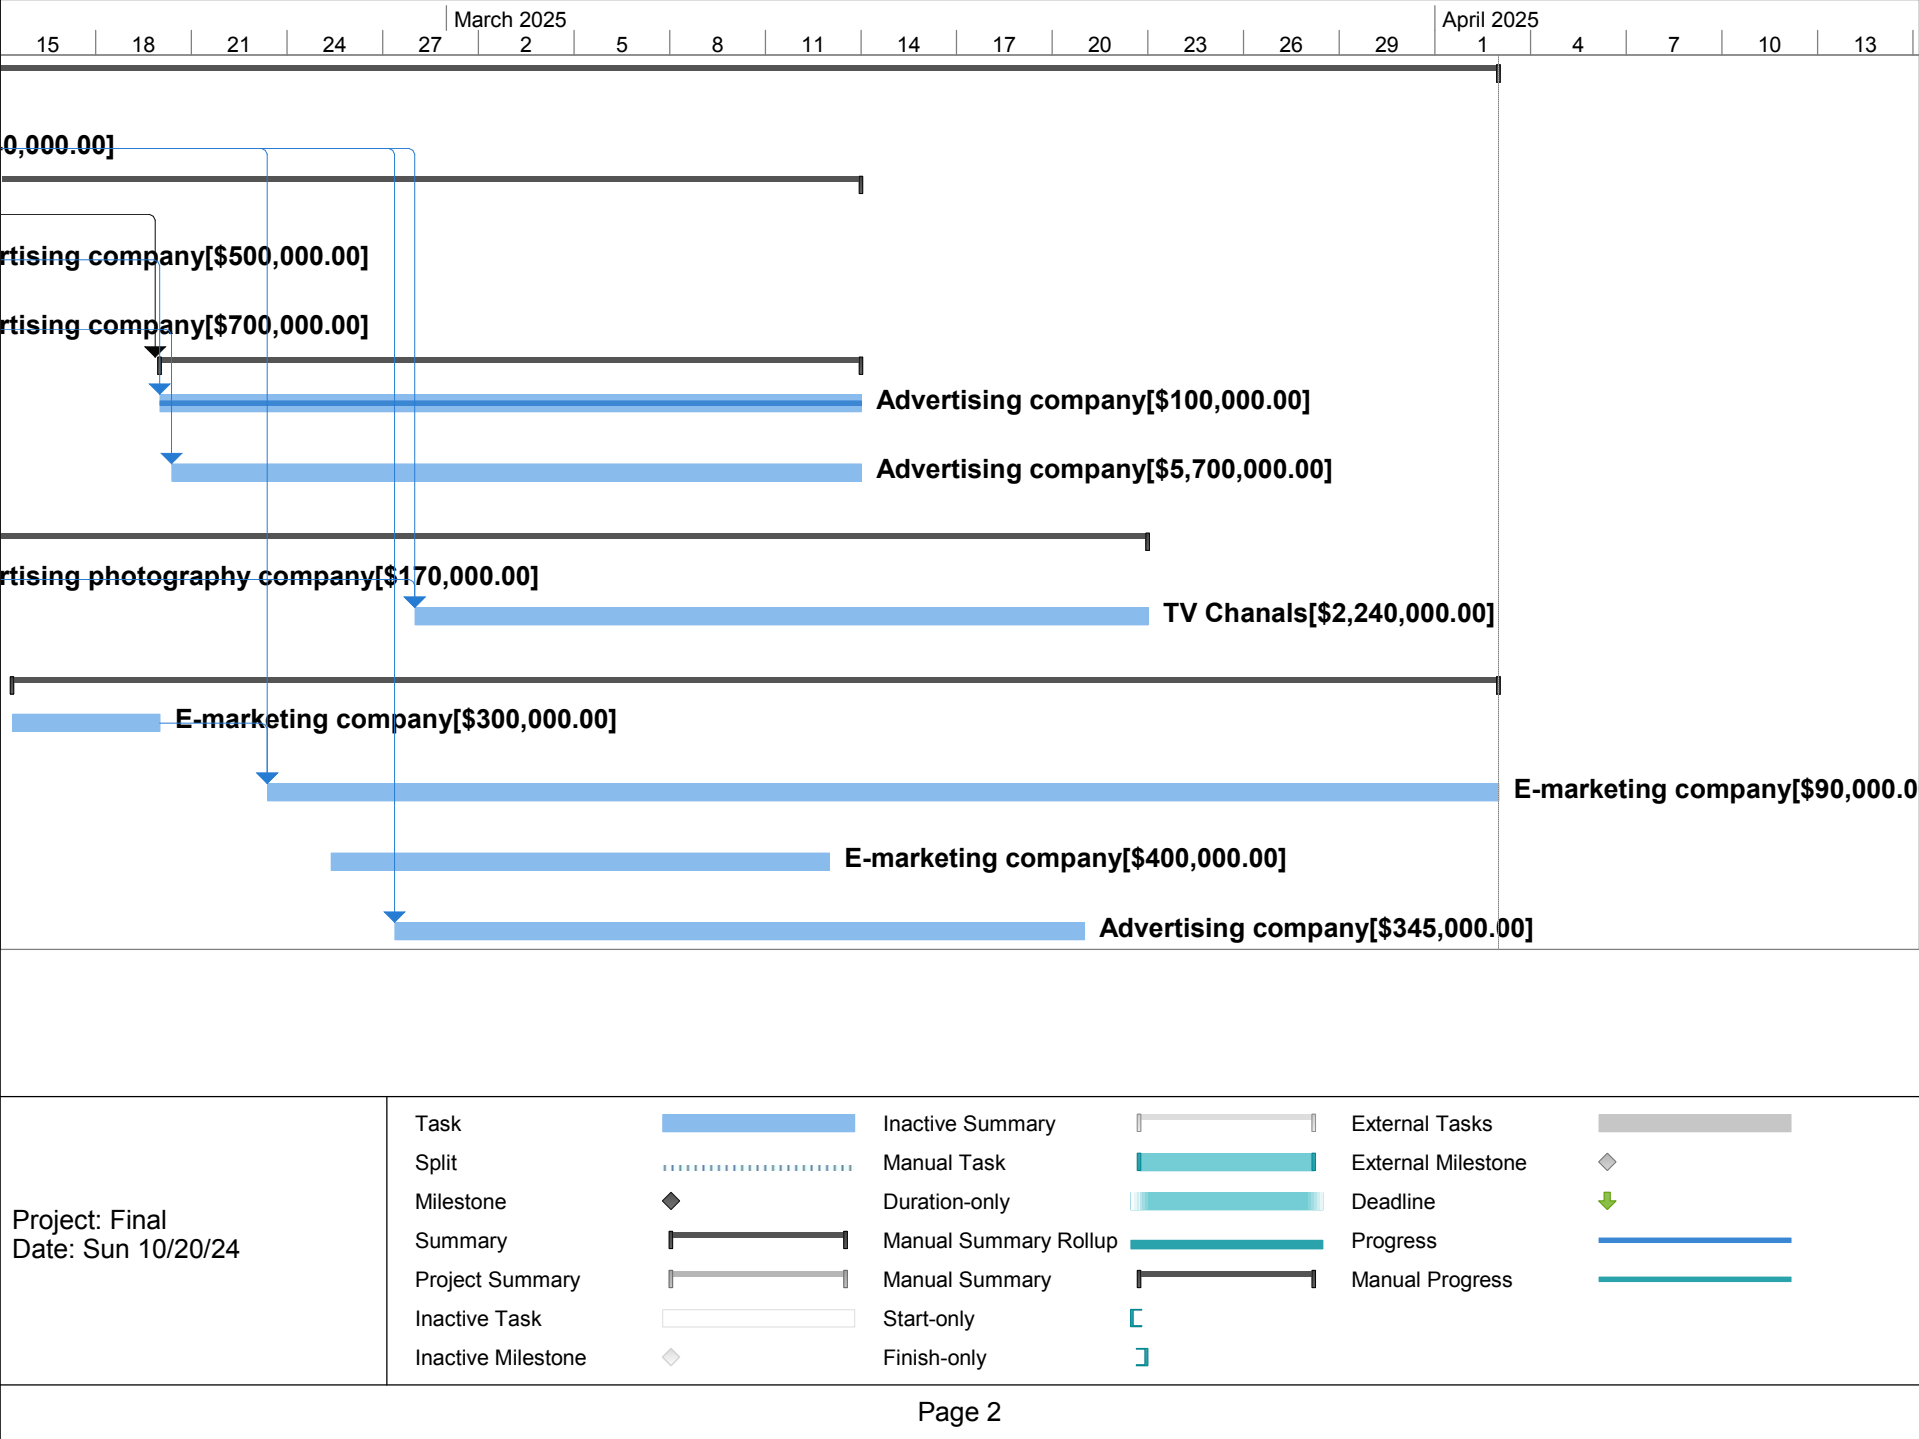 March 2025
April 2025
15 18 21 24 27 2 5 8 11 14 17 20 23 26 29 1 4 7 10 13
0,000.00]
rtising company[$500,000.00]
rtising company[$700,000.00]
Advertising company[$100,000.00]
Advertising company[$5,700,000.00]
rtising photography company[$170,000.00]
TV Chanals[$2,240,000.00]
E-marketing company[$300,000.00]
E-marketing company[$90,000.0
E-marketing company[$400,000.00]
Advertising company[$345,000.00]
Project: Final
Date: Sun 10/20/24
Task
Split
Milestone
Summary
Project Summary
Inactive Task
Inactive Milestone
Inactive Summary
Manual Task
Duration-only
Manual Summary Rollup
Manual Summary
Start-only
Finish-only
External Tasks
External Milestone
Deadline
Progress
Manual Progress
Page 2